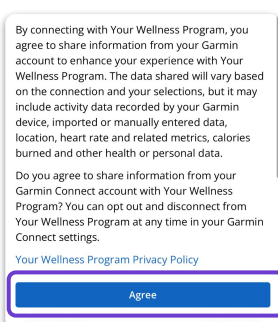 By connecting with Your Wellness Program, you
agree to share information from your Garmin
account to enhance your experience with Your
Wellness Program. The data shared will vary based
on the connection and your selections, but it may
include activity data recorded by your Garmin
device, imported or manually entered data,
location, heart rate and related metrics, calories
burned and other health or personal data.
Do you agree to share information from your
Garmin Connect account with Your Wellness
Program? You can opt out and disconnect from
Your Wellness Program at any time in your Garmin
Connect settings.
Your Wellness Program Privacy Policy
Agree